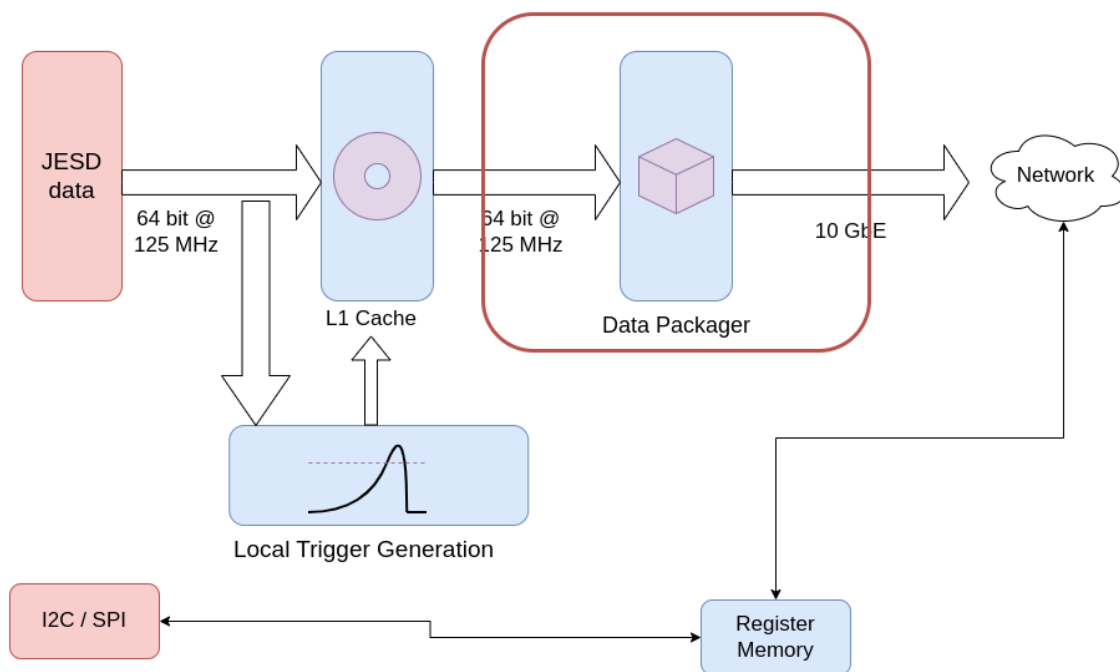 JESD
data
64 bit @
125 MHz
L1 Cache
64 bit @
125 MHz
Data Packager
10 GbE
Network
Local Trigger Generation
I2C / SPI
Register
Memory